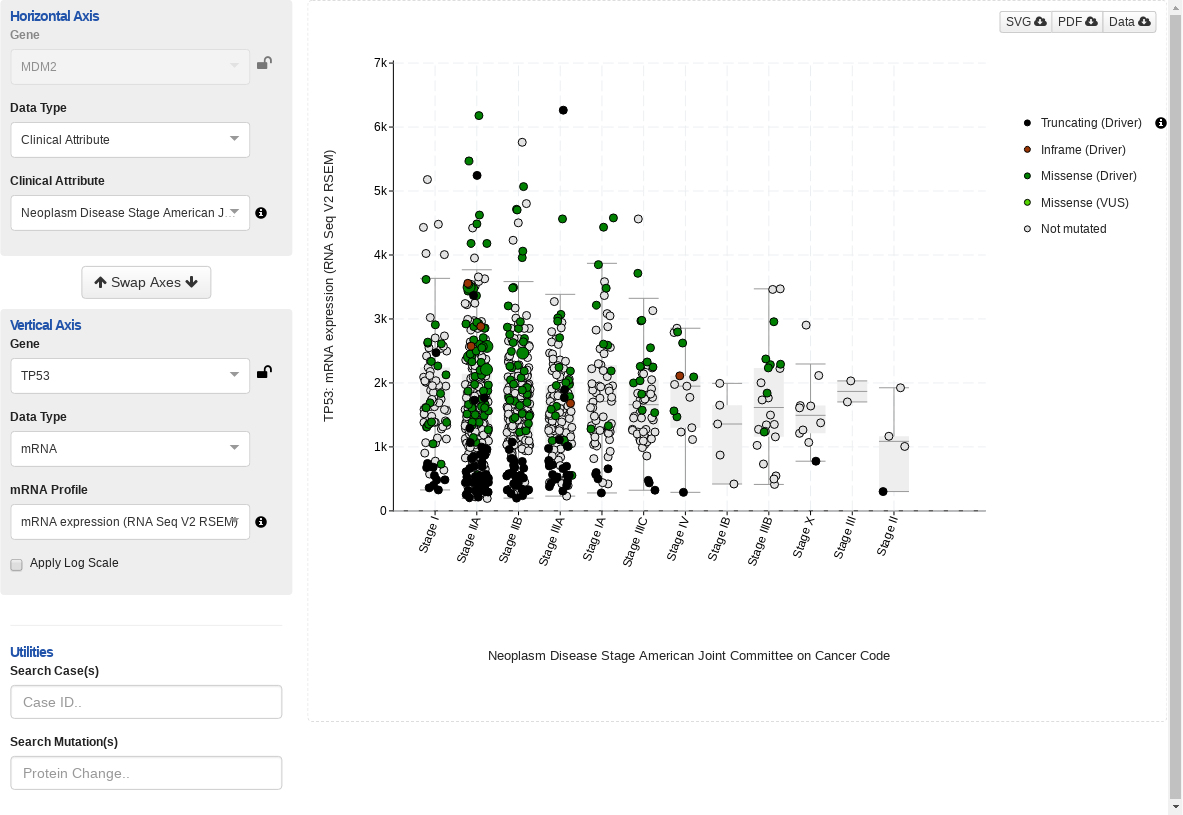 Horizontal Axis
Gene
MDM2
Data Type
Clinical Attribute
Clinical Attribute
Neoplasm Disease Stage American J...
Swap Axes
Vertical Axis
Gene
TP53
Data Type
mRNA
mRNA Profile
mRNA expression (RNA Seq V2 RSEM)
Apply Log Scale
Utilities
Search Case(s)
Case ID..
Search Mutation(s)
Protein Change..
SVG PDF Data
7k
6k
5k
4k
3k
2k
1k
0
TP53: mRNA expression (RNA Seq V2 RSEM)
Stage I
Stage IIA
Stage IIB
Stage IIIA
Stage IA
Stage IIIC
Stage IV
Stage IB
Stage IIIB
Stage X
Stage III
Stage II
Neoplasm Disease Stage American Joint Committee on Cancer Code
Truncating (Driver)
Inframe (Driver)
Missense (Driver)
Missense (VUS)
Not mutated